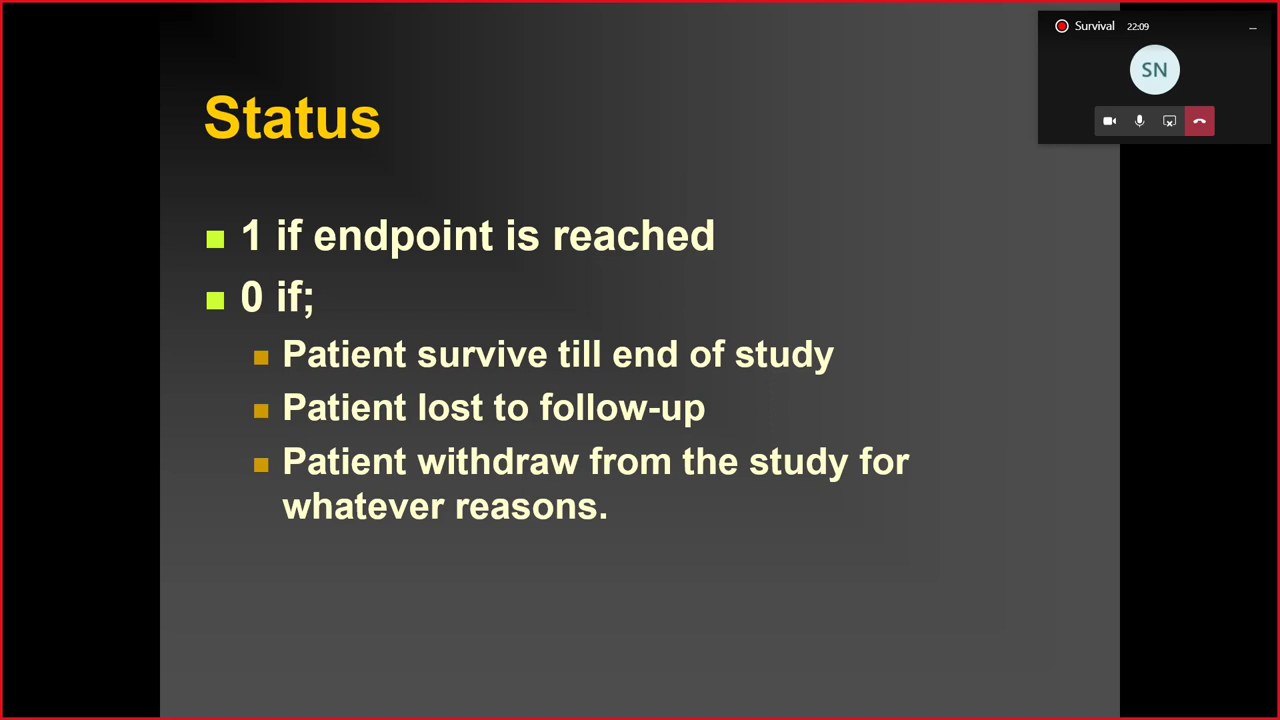 Survival 22:09
SN
Status
1 if endpoint is reached
0 if;
Patient survive till end of study
Patient lost to follow-up
Patient withdraw from the study for
whatever reasons.